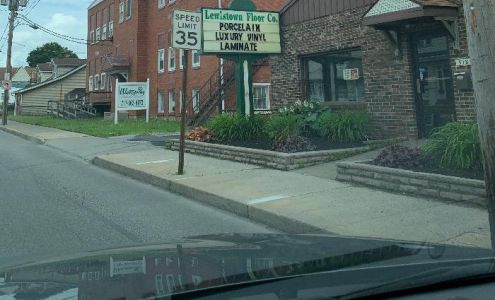 SPEED
LIMIT
35
Lewistown Floor Co.
PORCELAIN
LUXURY VINYL
LAMINATE